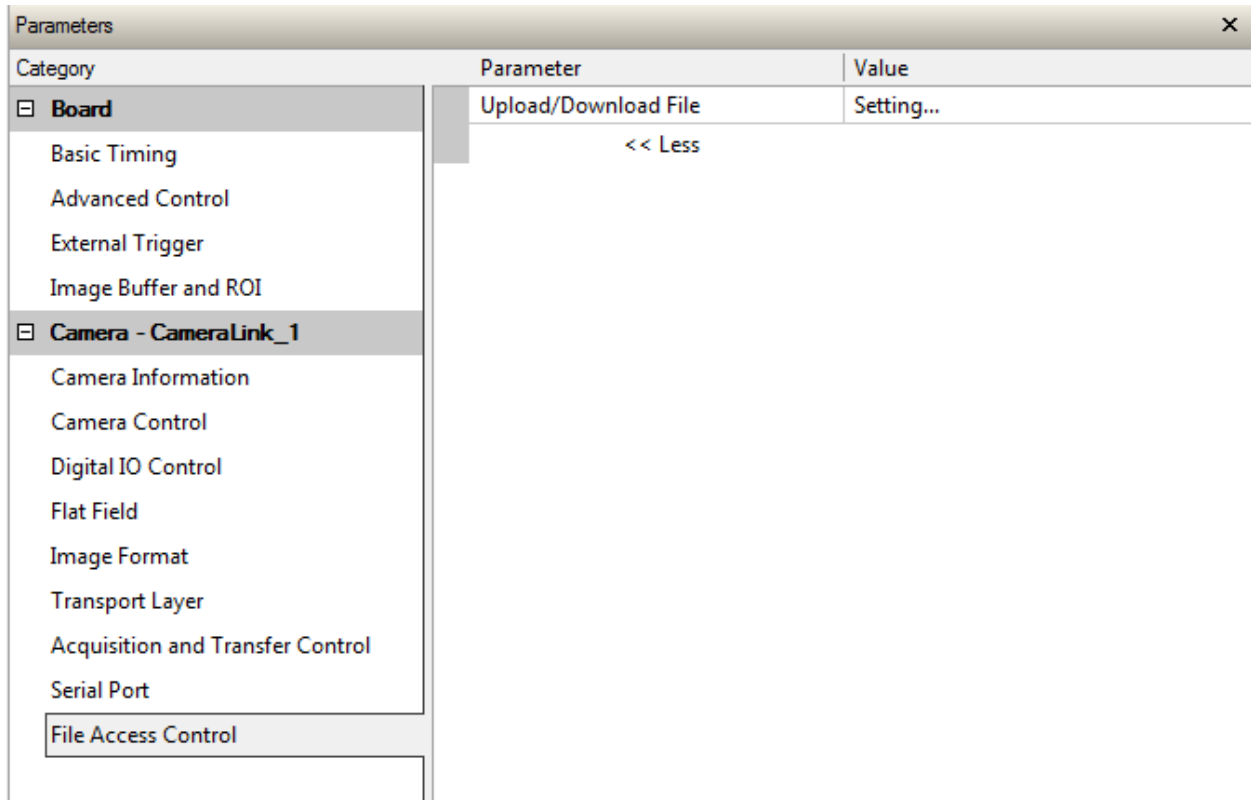 Parameters
Category Parameter Value
Board Upload/Download File Setting...
<< Less
Basic Timing
Advanced Control
External Trigger
Image Buffer and ROI
Camera - CameraLink_1
Camera Information
Camera Control
Digital IO Control
Flat Field
Image Format
Transport Layer
Acquisition and Transfer Control
Serial Port
File Access Control